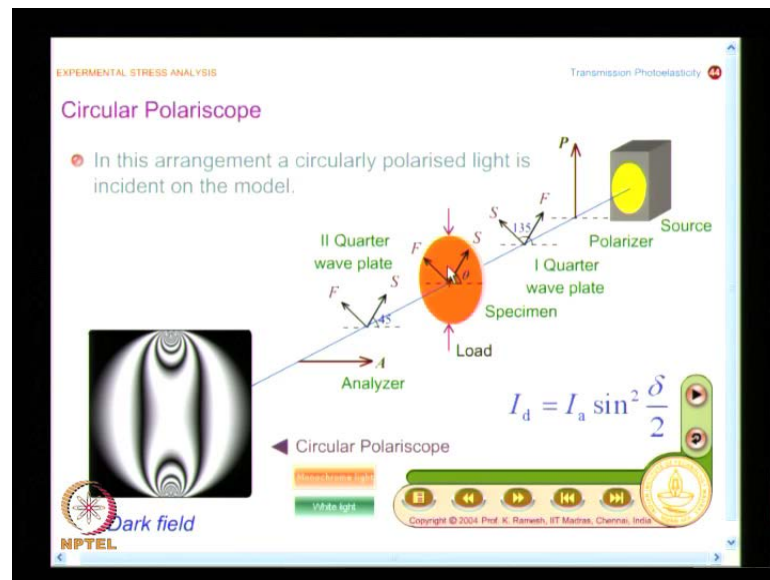 EXPERMENTAL STRESS ANALYSIS
Transmission Photoelasticity 44
Circular Polariscope
In this arrangement a circularly polarised light is
incident on the model.
P
Source
Polarizer
S
F
135
I Quarter
wave plate
II Quarter
wave plate
F
S
θ
Specimen
Load
F
S
45
A
Analyzer
I_d = I_a sin² δ/2
Circular Polariscope
Monochrome light
White light
Dark field
NPTEL
Copyright © 2004 Prof. K. Ramesh, IIT Madras, Chennai, India